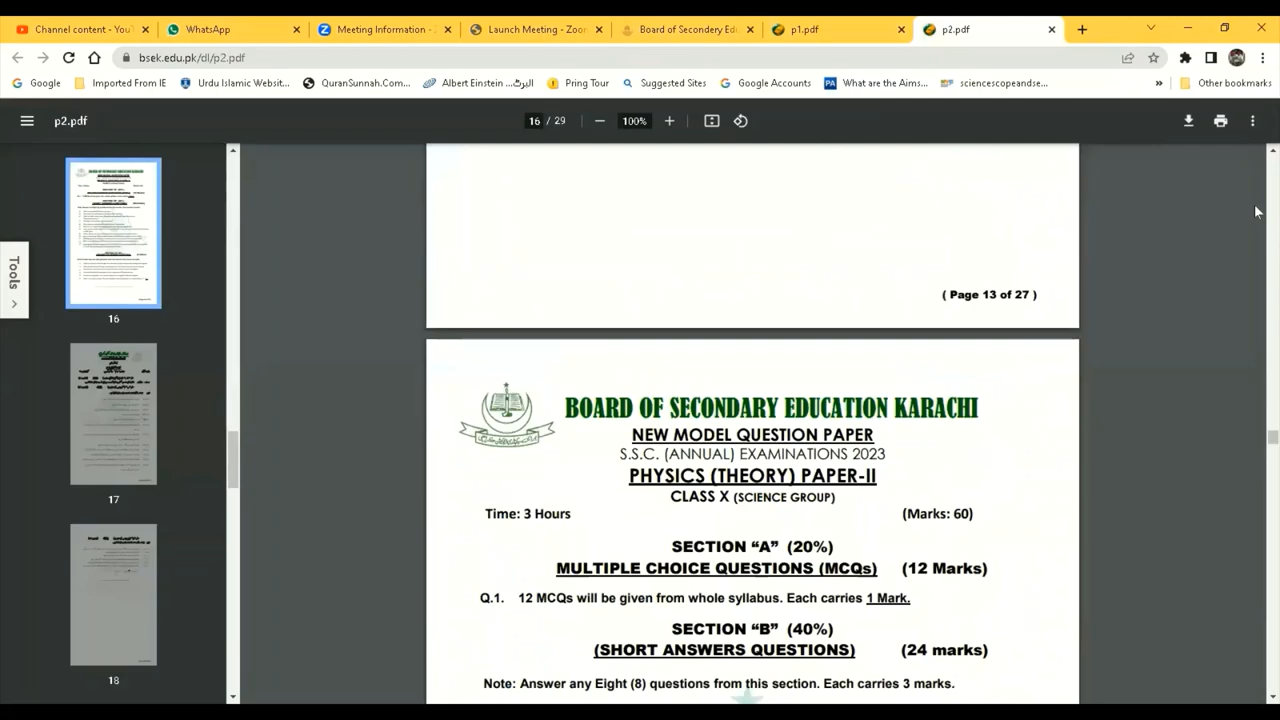 Channel content - YouT
WhatsApp
Meeting Information -
Launch Meeting - Zoom
Board of Secondery Edu
p1.pdf
p2.pdf
bsek.edu.pk/dl/p2.pdf
Google
Imported From IE
Urdu Islamic Website...
QuranSunnah.Com...
Albert Einstein البرٹ...
Pring Tour
Suggested Sites
Google Accounts
PA
What are the Aims...
sciencescopeandse...
»
Other bookmarks
p2.pdf
16 / 29
100%
Tools
16
17
18
( Page 13 of 27 )
BOARD OF SECONDARY EDUCATION KARACHI
NEW MODEL QUESTION PAPER
S.S.C. (ANNUAL) EXAMINATIONS 2023
PHYSICS (THEORY) PAPER-II
CLASS X (SCIENCE GROUP)
Time: 3 Hours (Marks: 60)
SECTION “A” (20%)
MULTIPLE CHOICE QUESTIONS (MCQs) (12 Marks)
Q.1. 12 MCQs will be given from whole syllabus. Each carries 1 Mark.
SECTION “B” (40%)
(SHORT ANSWERS QUESTIONS) (24 marks)
Note: Answer any Eight (8) questions from this section. Each carries 3 marks.